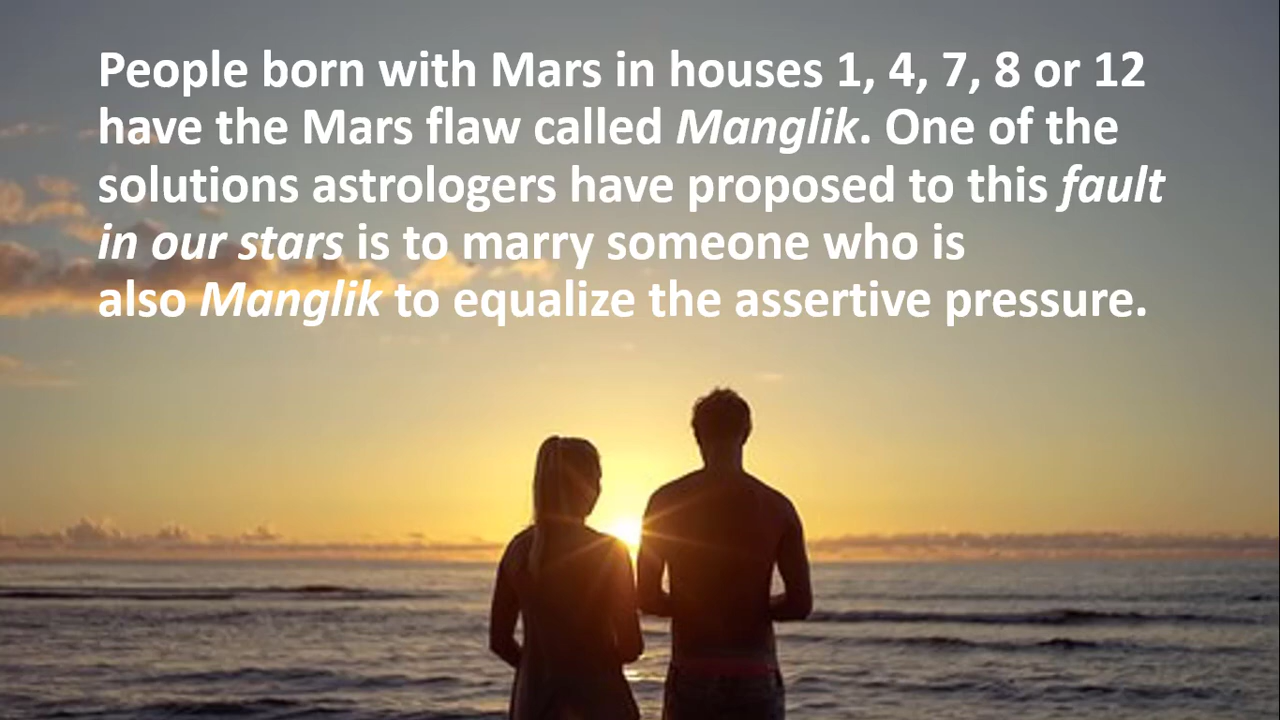 People born with Mars in houses 1, 4, 7, 8 or 12
have the Mars flaw called Manglik. One of the
solutions astrologers have proposed to this fault
in our stars is to marry someone who is
also Manglik to equalize the assertive pressure.